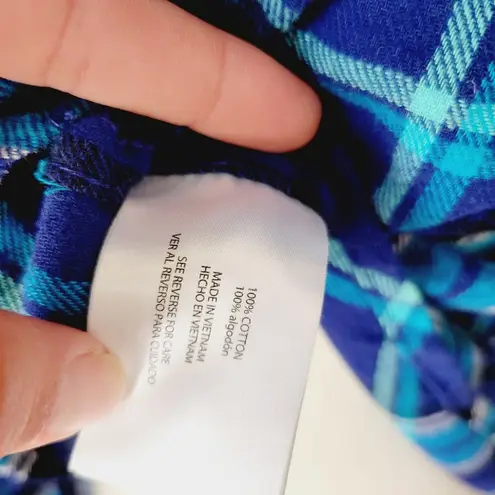 100% COTTON
100% algodón
MADE IN VIETNAM
HECHO EN VIETNAM
SEE REVERSE FOR CARE
VER AL REVERSO PARA CUIDADO